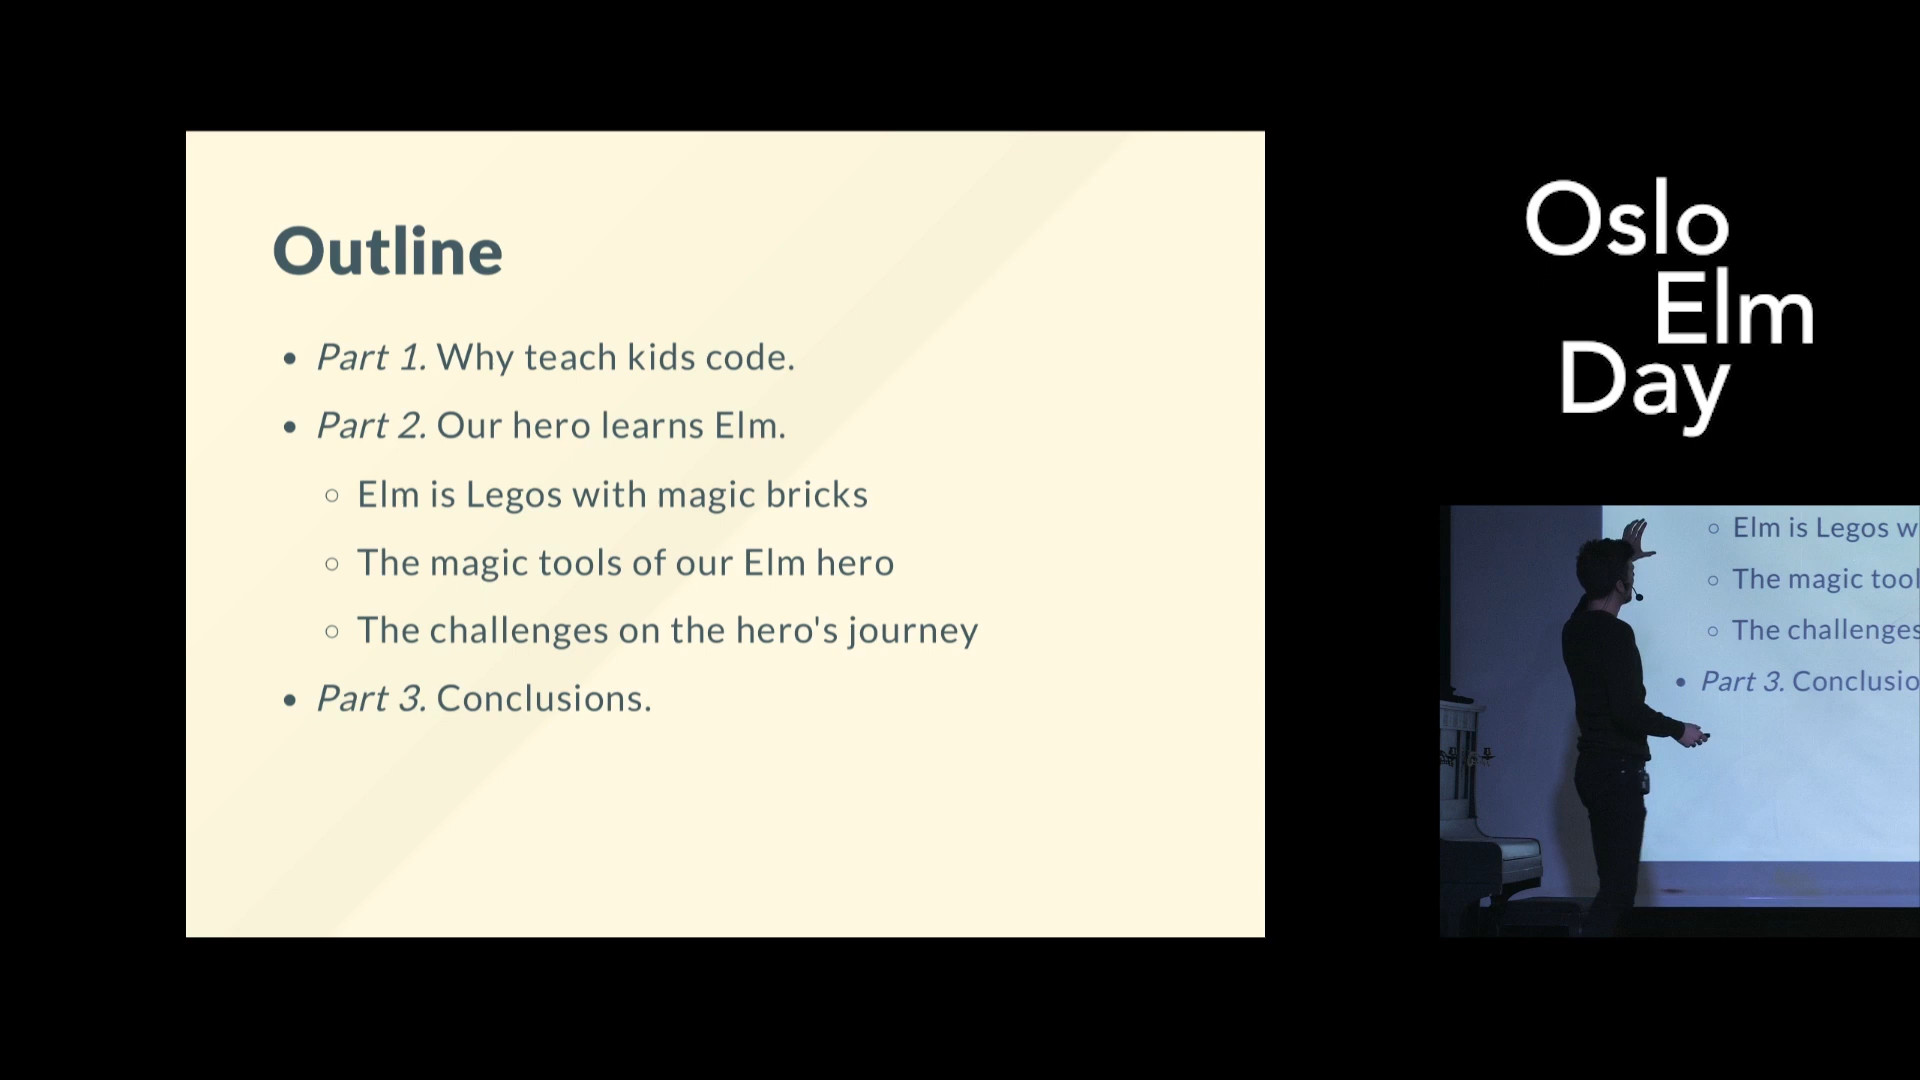 Outline
• Part 1. Why teach kids code.
• Part 2. Our hero learns Elm.
○ Elm is Legos with magic bricks
○ The magic tools of our Elm hero
○ The challenges on the hero's journey
• Part 3. Conclusions.
Oslo
Elm
Day
○ Elm is Legos w
○ The magic tool
○ The challenges
• Part 3. Conclusio